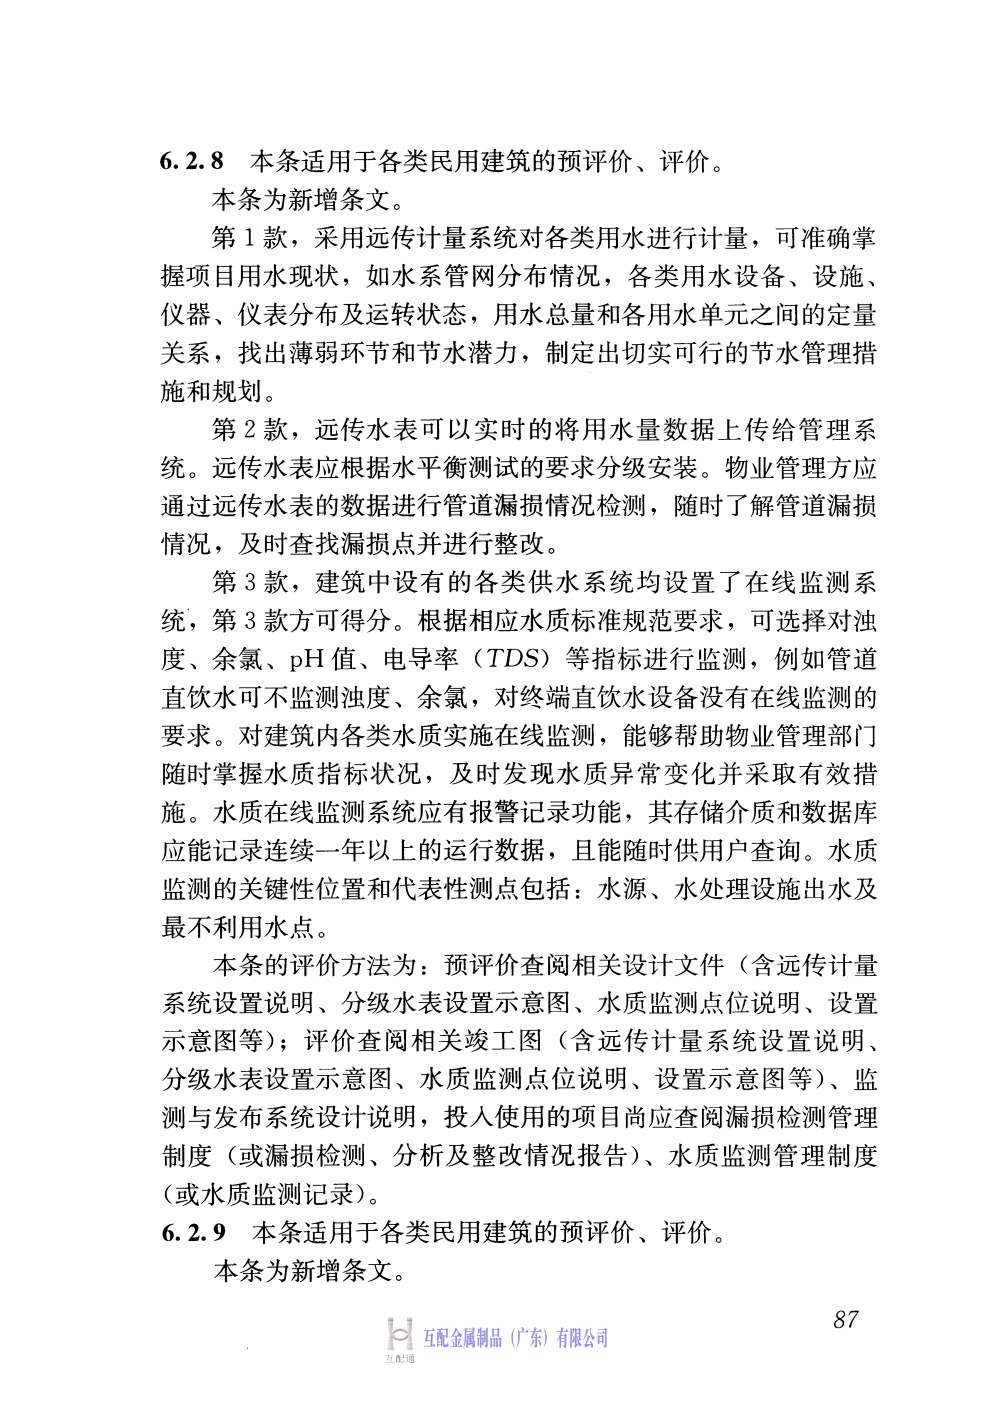 6.2.8 本条适用于各类民用建筑的预评价、评价。
本条为新增条文。
第1款，采用远传计量系统对各类用水进行计量，可准确掌
握项目用水现状，如水系管网分布情况，各类用水设备、设施、
仪器、仪表分布及运转状态，用水总量和各用水单元之间的定量
关系，找出薄弱环节和节水潜力，制定出切实可行的节水管理措
施和规划。
第2款，远传水表可以实时的将用水量数据上传给管理系
统。远传水表应根据水平衡测试的要求分级安装。物业管理方应
通过远传水表的数据进行管道漏损情况检测，随时了解管道漏损
情况，及时查找漏损点并进行整改。
第3款，建筑中设有的各类供水系统均设置了在线监测系
统，第3款方可得分。根据相应水质标准规范要求，可选择对浊
度、余氯、pH值、电导率（TDS）等指标进行监测，例如管道
直饮水可不监测浊度、余氯，对终端直饮水设备没有在线监测的
要求。对建筑内各类水质实施在线监测，能够帮助物业管理部门
随时掌握水质指标状况，及时发现水质异常变化并采取有效措
施。水质在线监测系统应有报警记录功能，其存储介质和数据库
应能记录连续一年以上的运行数据，且能随时供用户查询。水质
监测的关键性位置和代表性测点包括：水源、水处理设施出水及
最不利用水点。
本条的评价方法为：预评价查阅相关设计文件（含远传计量
系统设置说明、分级水表设置示意图、水质监测点位说明、设置
示意图等）；评价查阅相关竣工图（含远传计量系统设置说明、
分级水表设置示意图、水质监测点位说明、设置示意图等）、监
测与发布系统设计说明，投入使用的项目尚应查阅漏损检测管理
制度（或漏损检测、分析及整改情况报告）、水质监测管理制度
（或水质监测记录）。
6.2.9 本条适用于各类民用建筑的预评价、评价。
本条为新增条文。
87
互配金属制品（广东）有限公司
互配通